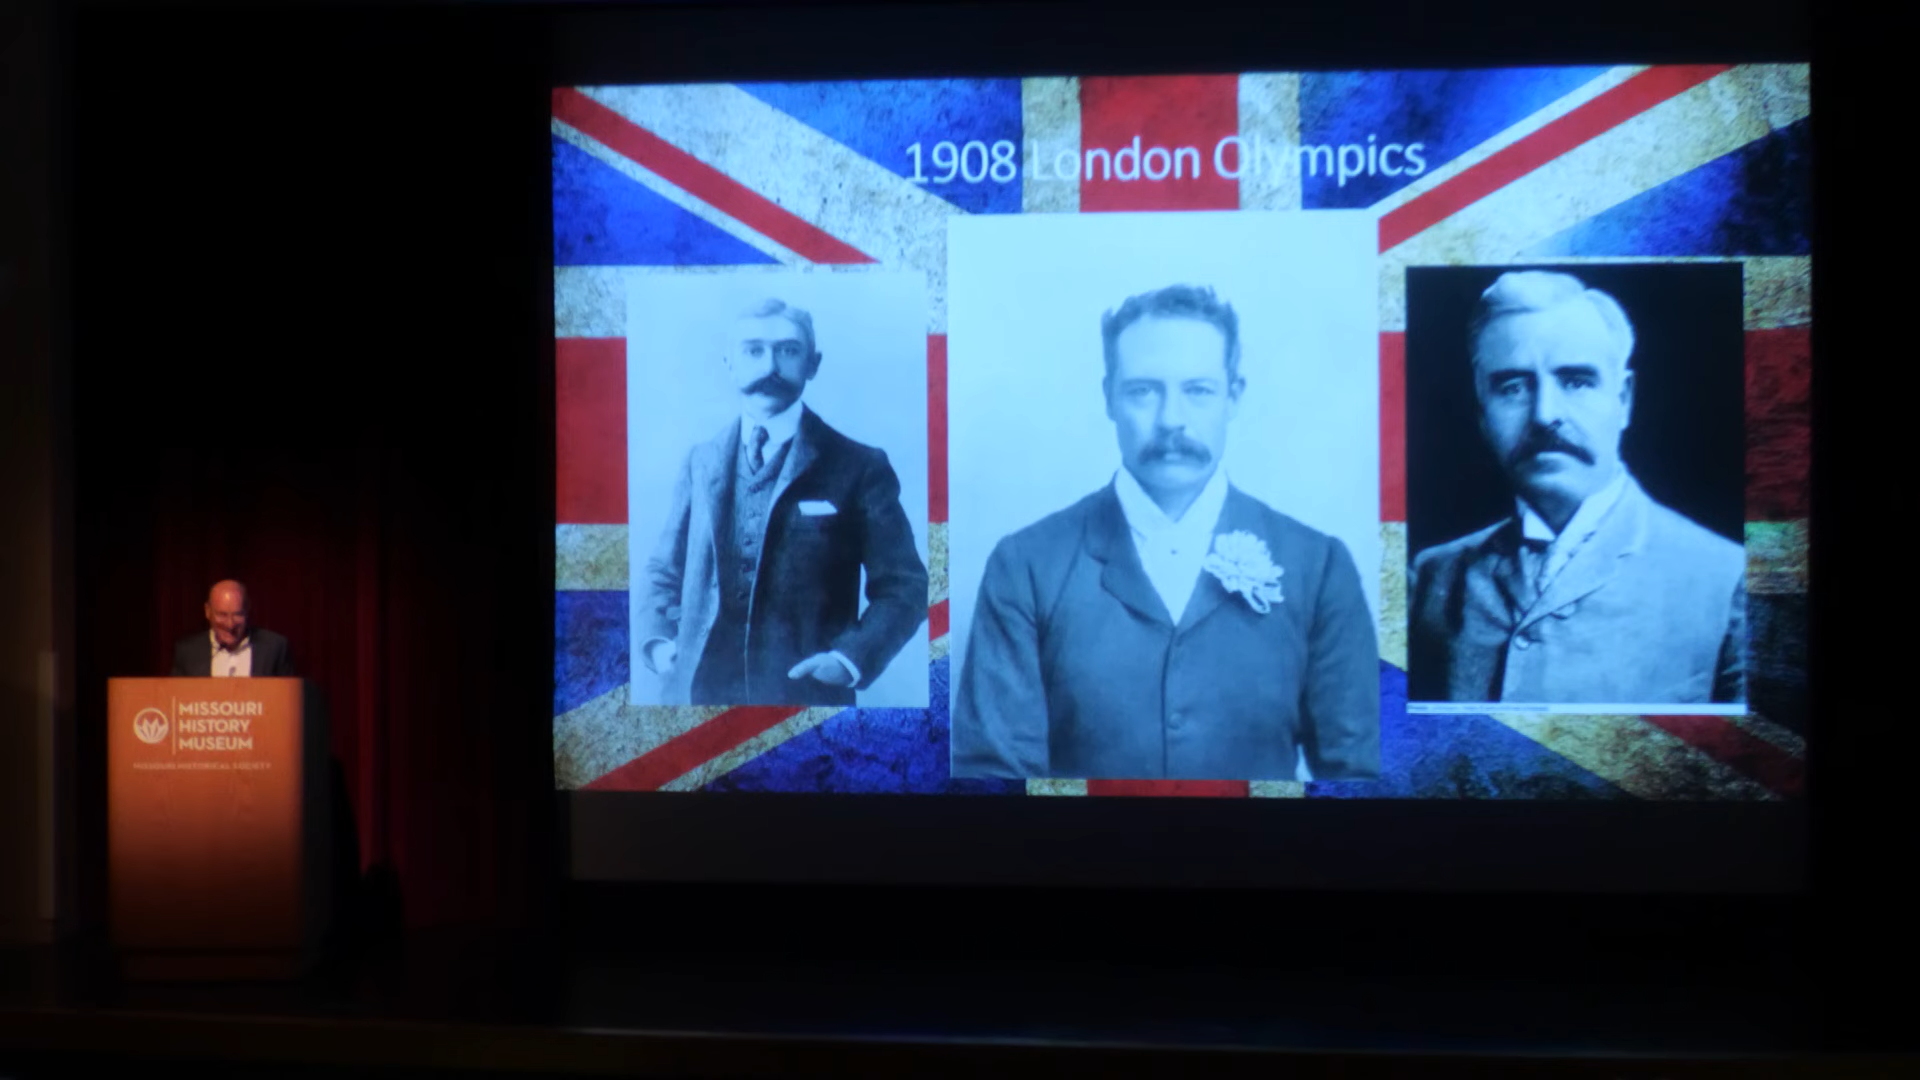 1908 London Olympics
MISSOURI
HISTORY
MUSEUM
MISSOURI HISTORICAL SOCIETY